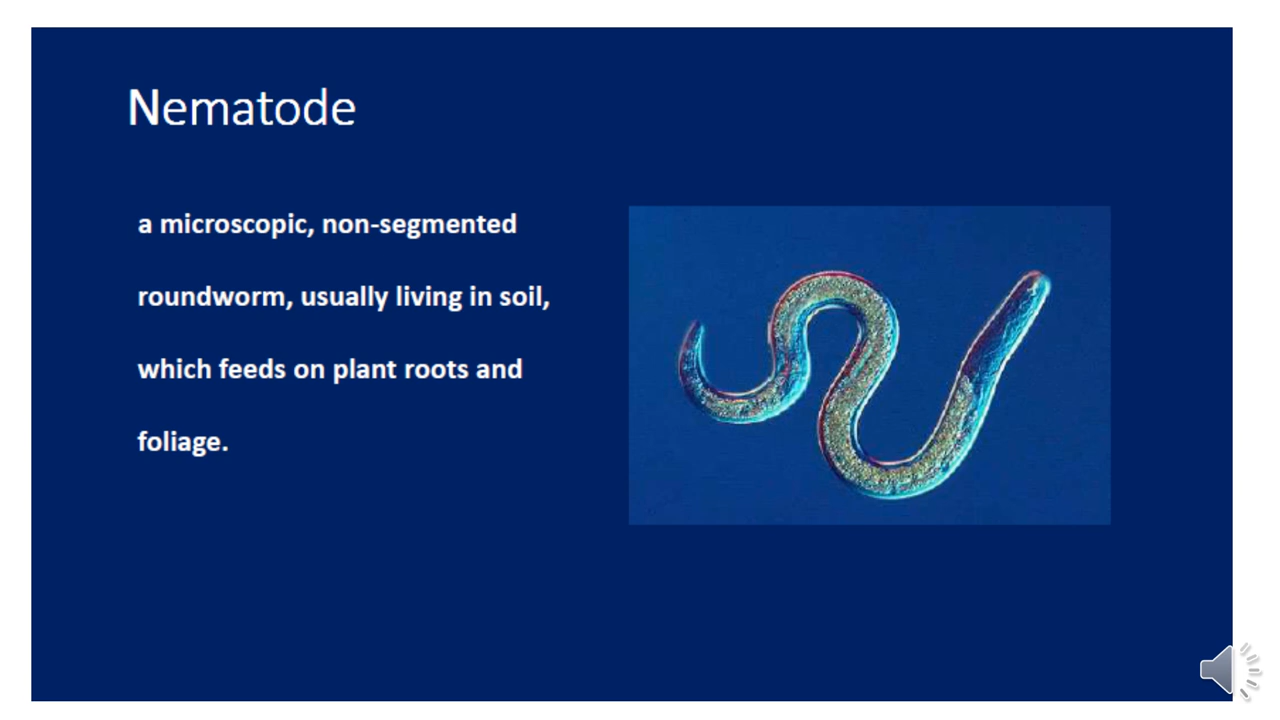 Nematode
a microscopic, non-segmented
roundworm, usually living in soil,
which feeds on plant roots and
foliage.